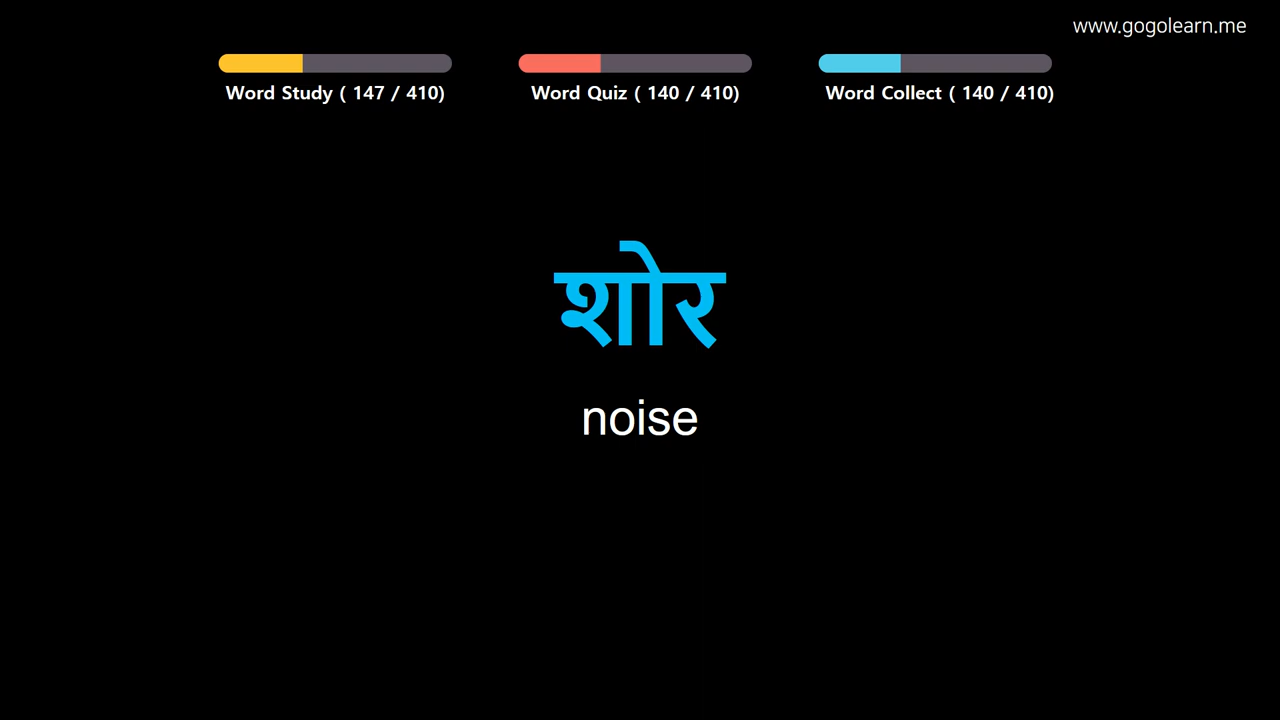 www.gogolearn.me
Word Study ( 147 / 410)
Word Quiz ( 140 / 410)
Word Collect ( 140 / 410)
शोर
noise